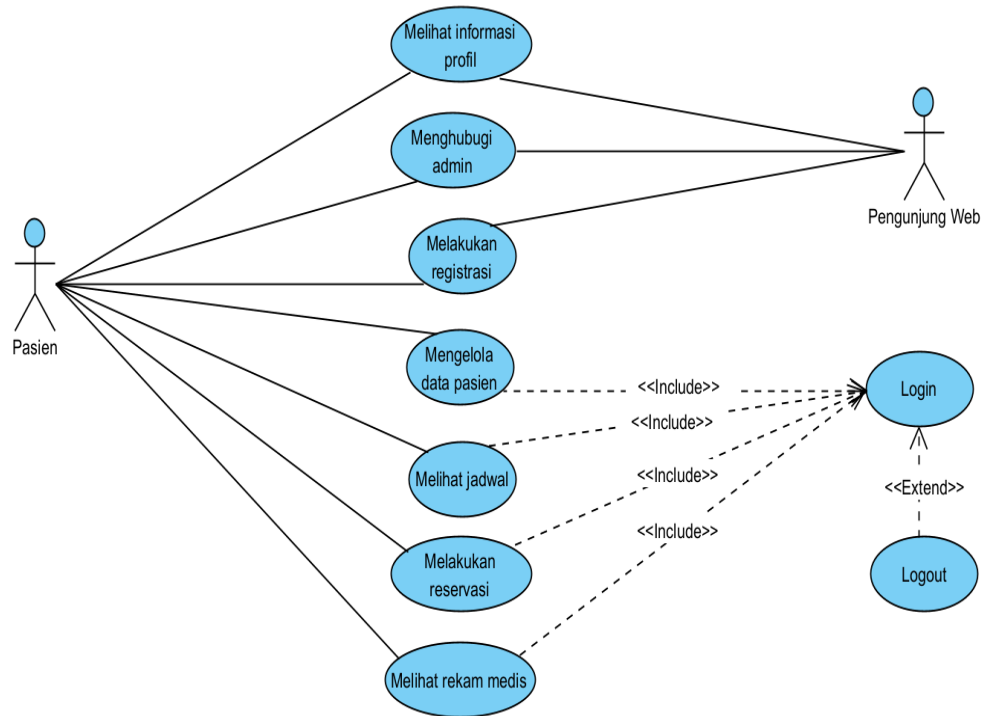 Melihat informasi
profil
Menghubugi
admin
Pengunjung Web
Melakukan
registrasi
Pasien
Mengelola
data pasien
<<Include>>
Login
<<Include>>
Melihat jadwal
<<Include>>
<<Extend>>
<<Include>>
Melakukan
reservasi
Logout
Melihat rekam medis